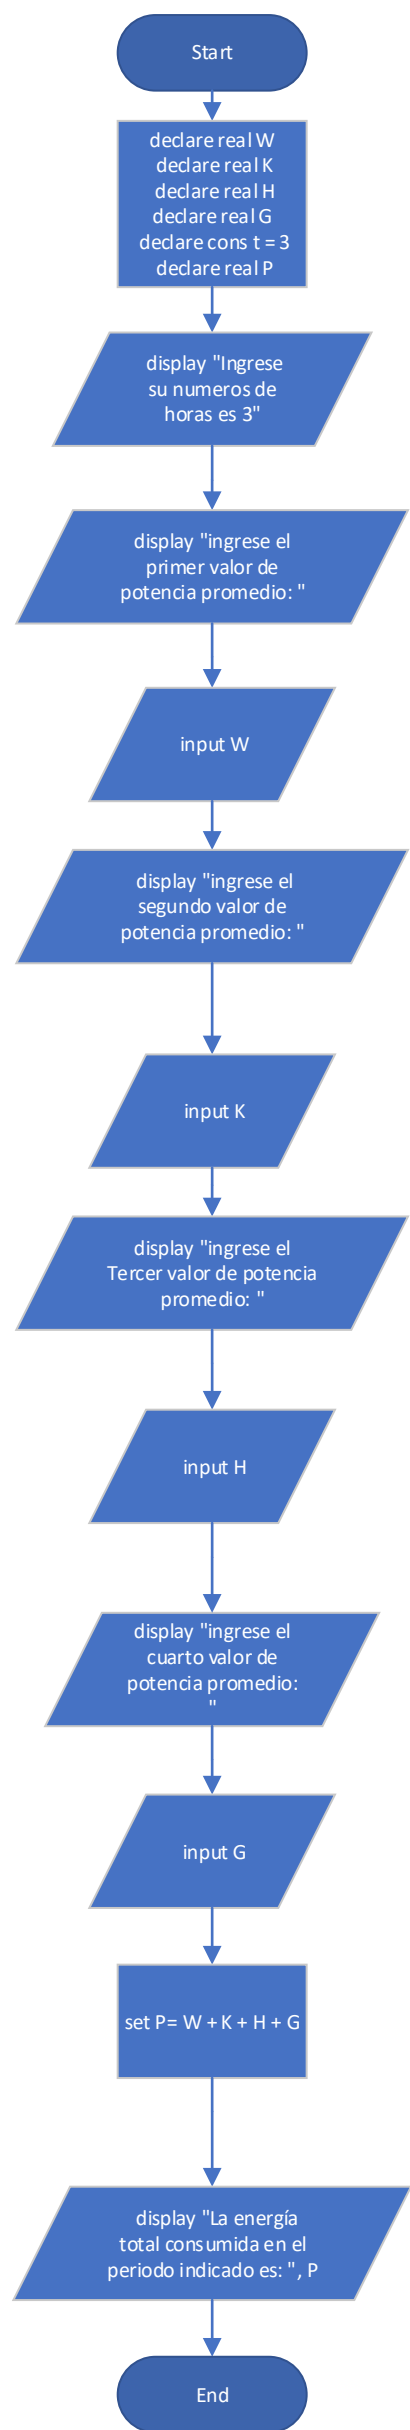 Start
declare real W
declare real K
declare real H
declare real G
declare cons t = 3
declare real P
display "Ingrese
su numeros de
horas es 3"
display "ingrese el
primer valor de
potencia promedio: "
input W
display "ingrese el
segundo valor de
potencia promedio: "
input K
display "ingrese el
Tercer valor de potencia
promedio: "
input H
display "ingrese el
cuarto valor de
potencia promedio:
"
input G
set P= W + K + H + G
display "La energía
total consumida en el
periodo indicado es: ", P
End